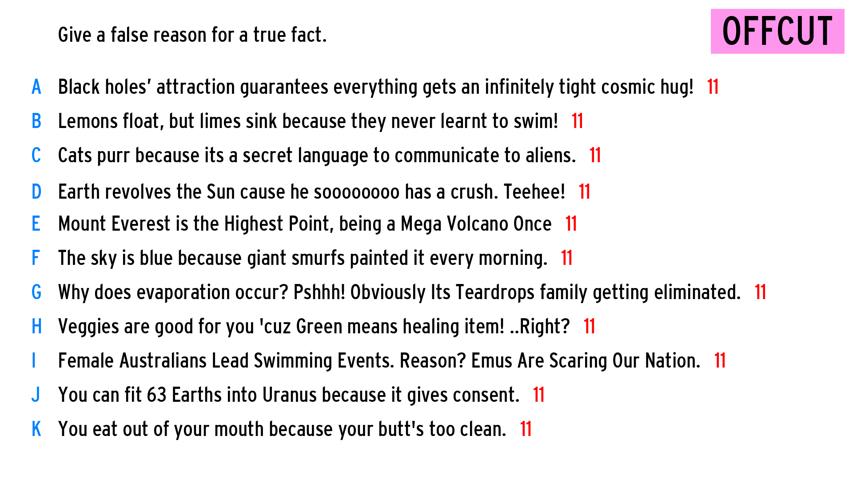 Give a false reason for a true fact.
OFFCUT
A Black holes’ attraction guarantees everything gets an infinitely tight cosmic hug! 11
B Lemons float, but limes sink because they never learnt to swim! 11
C Cats purr because its a secret language to communicate to aliens. 11
D Earth revolves the Sun cause he soooooooo has a crush. Teehee! 11
E Mount Everest is the Highest Point, being a Mega Volcano Once 11
F The sky is blue because giant smurfs painted it every morning. 11
G Why does evaporation occur? Pshhh! Obviously Its Teardrops family getting eliminated. 11
H Veggies are good for you 'cuz Green means healing item! ..Right? 11
I Female Australians Lead Swimming Events. Reason? Emus Are Scaring Our Nation. 11
J You can fit 63 Earths into Uranus because it gives consent. 11
K You eat out of your mouth because your butt's too clean. 11